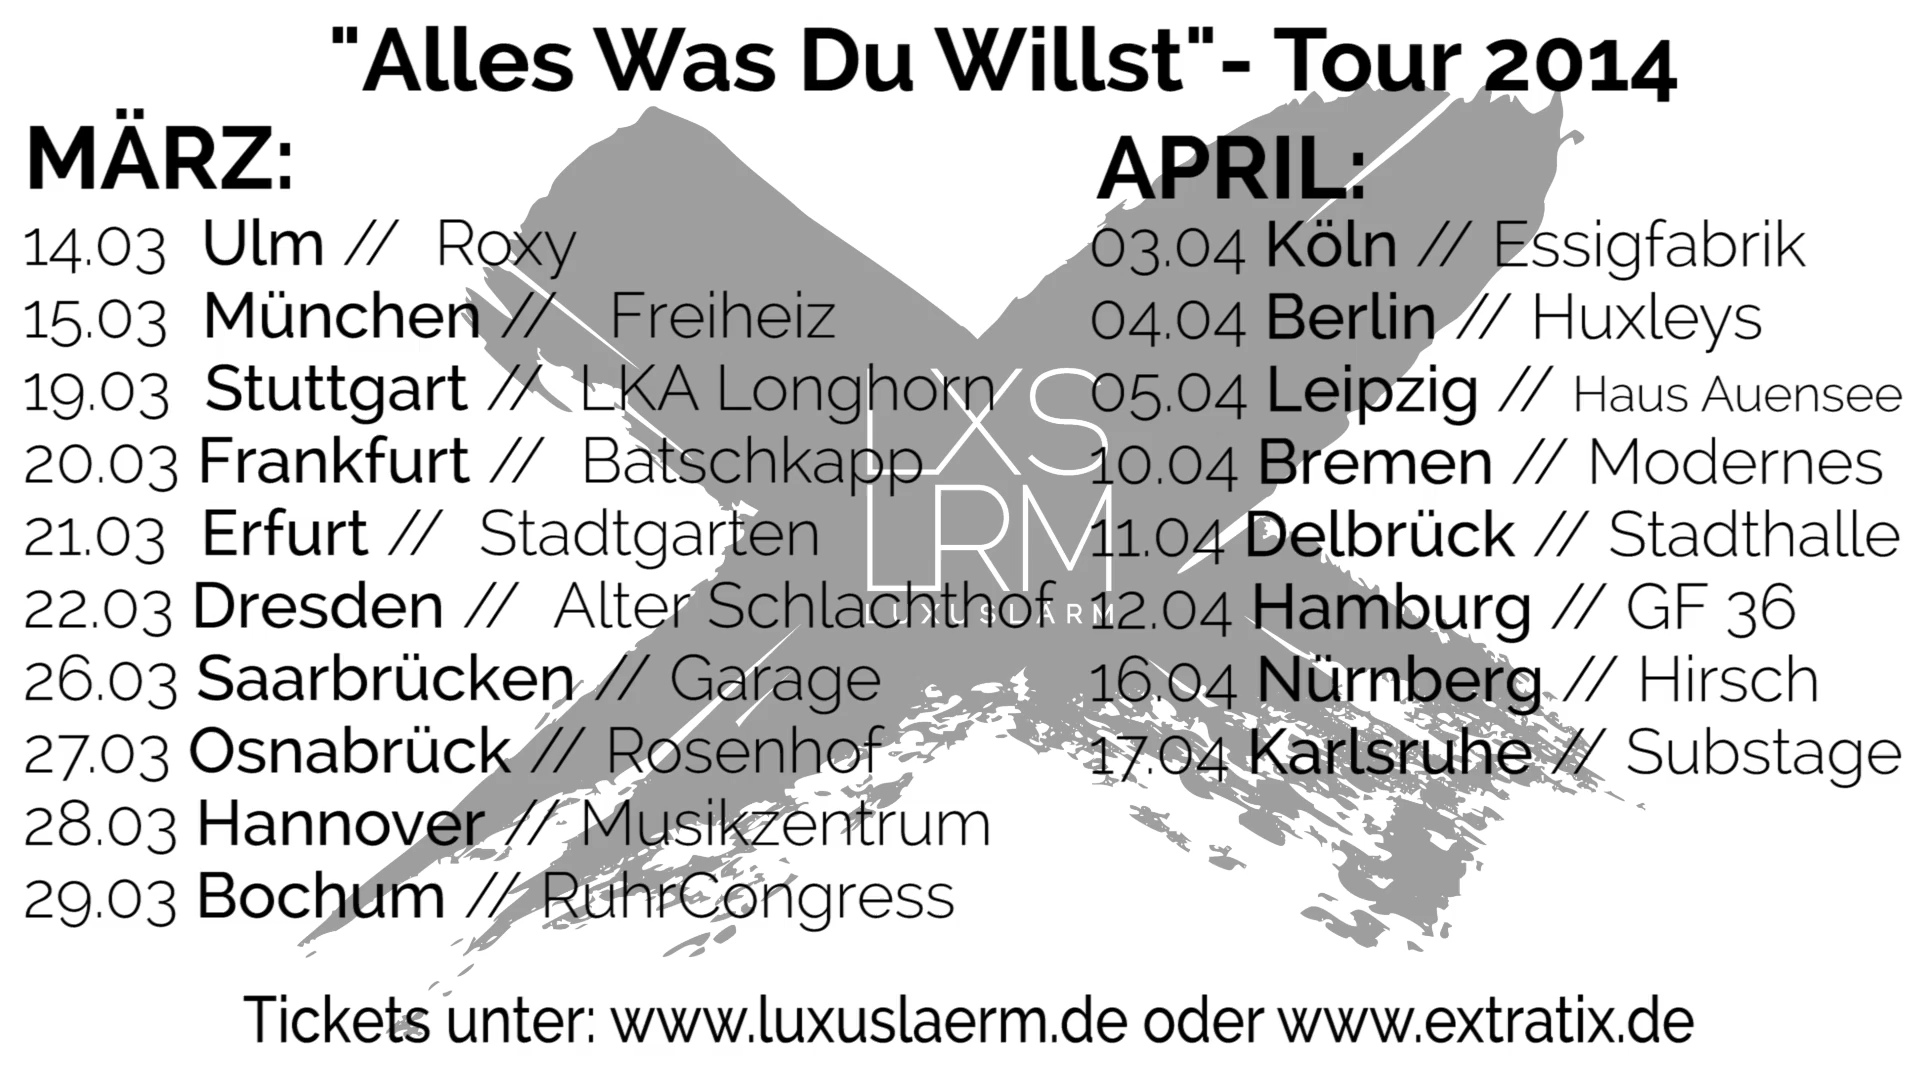 "Alles Was Du Willst"- Tour 2014
MÄRZ:
14.03 Ulm // Roxy
15.03 München // Freiheiz
19.03 Stuttgart // LKA Longhorn
20.03 Frankfurt // Batschkapp
21.03 Erfurt // Stadtgarten
22.03 Dresden // Alter Schlachthof
26.03 Saarbrücken // Garage
27.03 Osnabrück // Rosenhof
28.03 Hannover // Musikzentrum
29.03 Bochum // RuhrCongress
APRIL:
03.04 Köln // Essigfabrik
04.04 Berlin // Huxleys
05.04 Leipzig // Haus Auensee
10.04 Bremen // Modernes
11.04 Delbrück // Stadthalle
12.04 Hamburg // GF 36
16.04 Nürnberg // Hirsch
17.04 Karlsruhe // Substage
LXS
LRM
LUXUSLÄRM
Tickets unter: www.luxuslaerm.de oder www.extratix.de